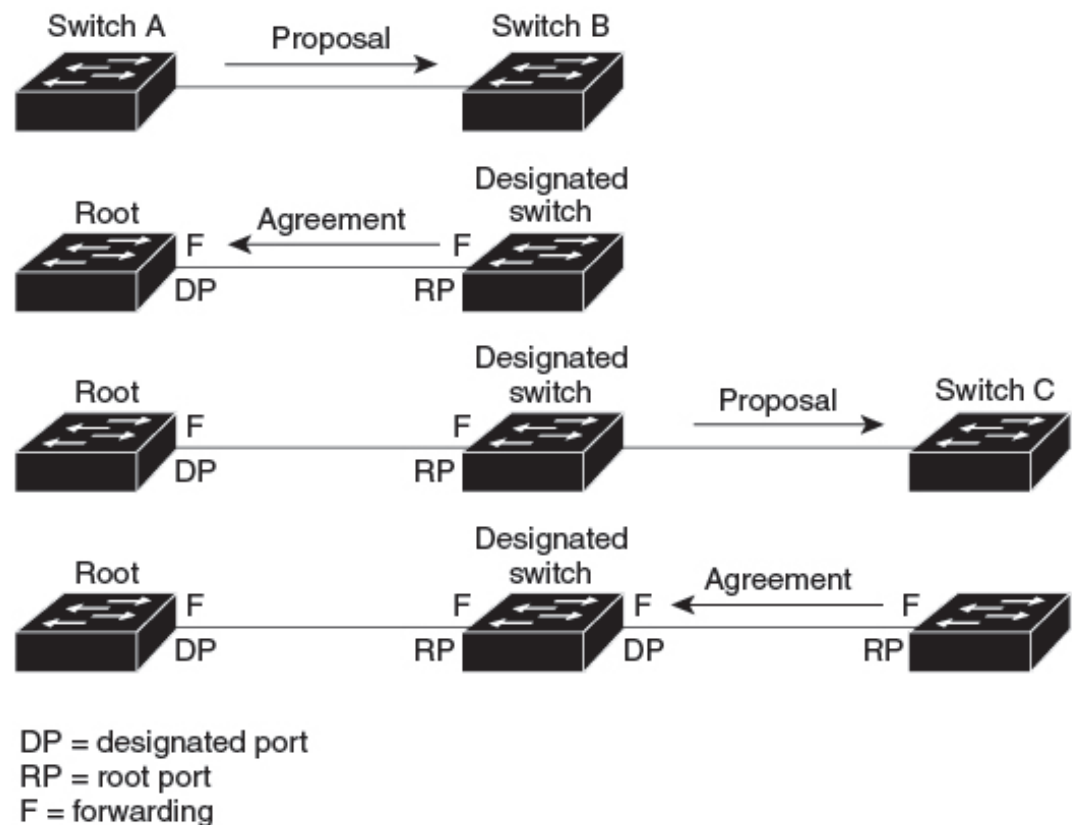 Switch A
Proposal
Switch B
Root
Agreement
Designated
switch
F
F
DP
RP
Root
Designated
switch
Proposal
Switch C
F
F
DP
RP
Root
Designated
switch
Agreement
F
F
F
F
DP
RP
DP
RP
DP = designated port
RP = root port
F = forwarding